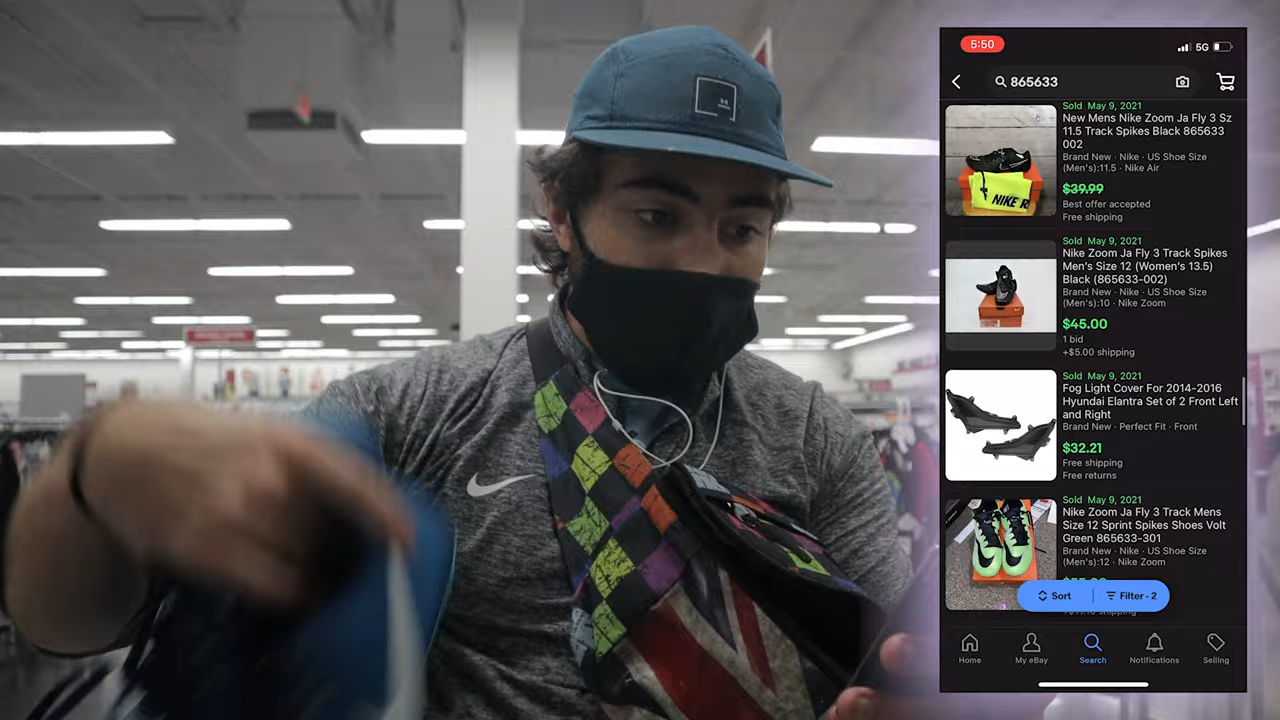 5:50
5G
865633
Sold May 9, 2021
New Mens Nike Zoom Ja Fly 3 Sz
11.5 Track Spikes Black 865633
002
Brand New · Nike · US Shoe Size
(Men's):11.5 · Nike Air
$39.99
Best offer accepted
Free shipping
NIKE R
Sold May 9, 2021
Nike Zoom Ja Fly 3 Track Spikes
Men's Size 12 (Women's 13.5)
Black (865633-002)
Brand New · Nike · US Shoe Size
(Men's):10 · Nike Zoom
$45.00
1 bid
+$5.00 shipping
Sold May 9, 2021
Fog Light Cover For 2014-2016
Hyundai Elantra Set of 2 Front Left
and Right
Brand New · Perfect Fit · Front
$32.21
Free shipping
Free returns
Sold May 9, 2021
Nike Zoom Ja Fly 3 Mens
Size 12 Sprint Spikes Shoes Volt
Green 865633-301
Brand New · Nike · US Shoe Size
(Men's):12 · Nike Zoom
Sort
Filter · 2
shipping
Home
My eBay
Search
Notifications
Selling